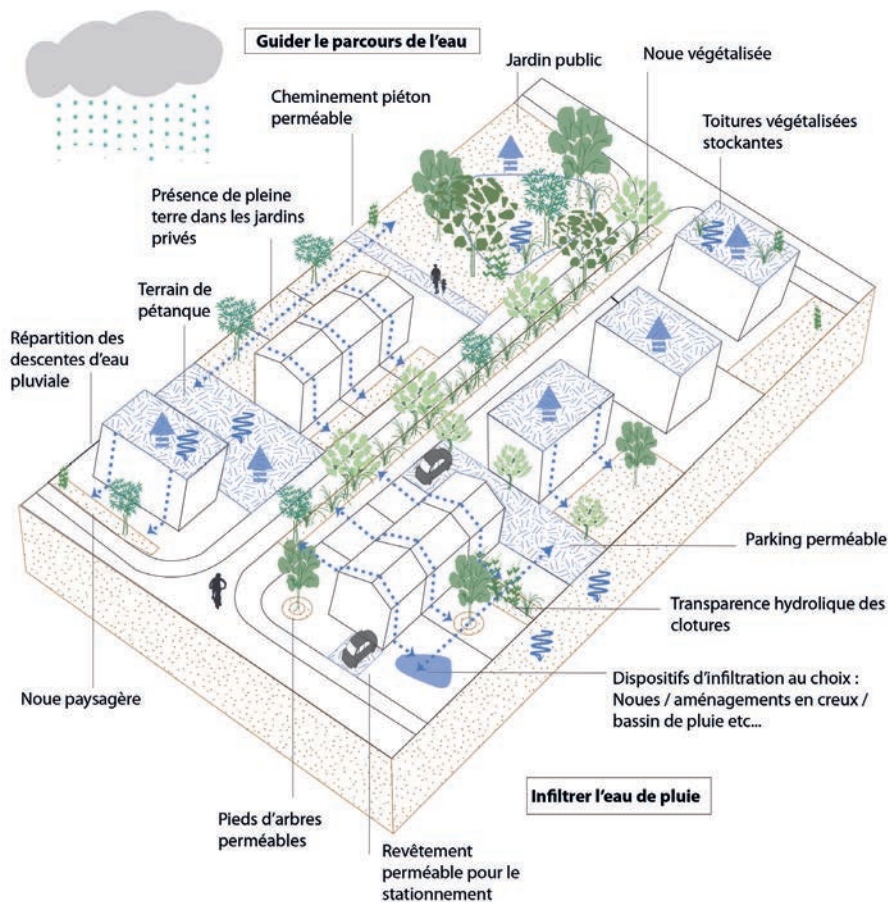 Guider le parcours de l'eau
Jardin public
Noue végétalisée
Cheminement piéton
perméable
Toitures végétalisées
stockantes
Présence de pleine
terre dans les jardins
privés
Terrain de
pétanque
Répartition des
descentes d'eau
pluviale
Parking perméable
Transparence hydrolique des
clotures
Noue paysagère
Dispositifs d'infiltration au choix :
Noues / aménagements en creux /
bassin de pluie etc...
Infiltrer l'eau de pluie
Pieds d'arbres
perméables
Revêtement
perméable pour le
stationnement